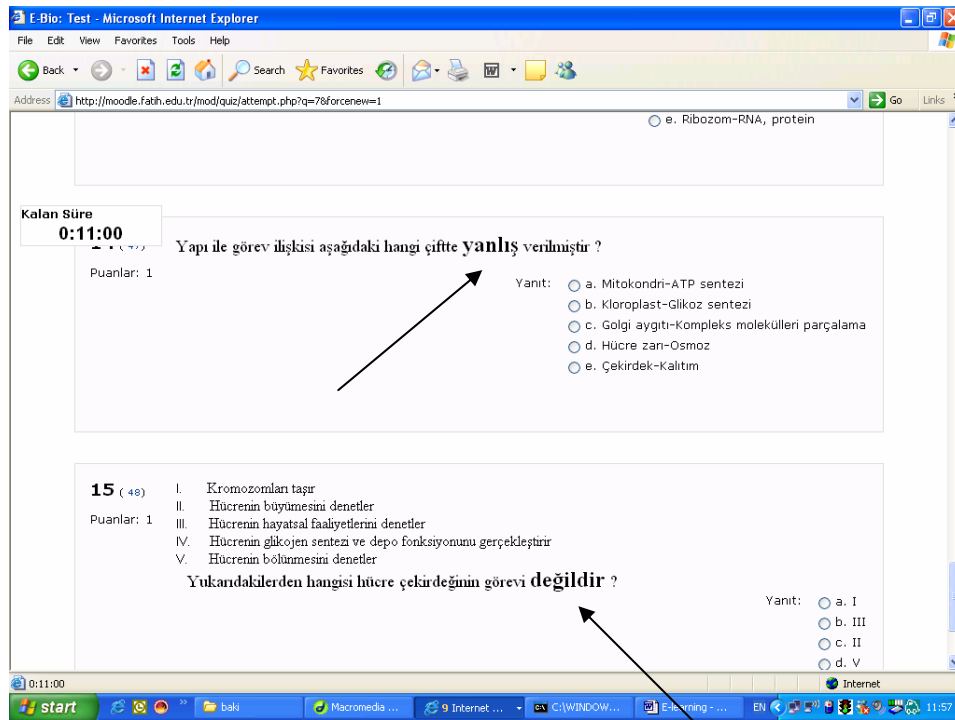 E-Bio: Test - Microsoft Internet Explorer
File Edit View Favorites Tools Help
Back Search Favorites
Address http://moodle.fatih.edu.tr/mod/quiz/attempt.php?q=7&forcenew=1 Go Links
e. Ribozom-RNA, protein
Kalan Süre
0:11:00
Yapı ile görev ilişkisi aşağıdaki hangi çiftte yanlış verilmiştir ?
Puanlar: 1
Yanıt: a. Mitokondri-ATP sentezi
b. Kloroplast-Glikoz sentezi
c. Golgi aygıtı-Kompleks molekülleri parçalama
d. Hücre zarı-Osmoz
e. Çekirdek-Kalıtım
15 ( 48) I. Kromozomları taşır
II. Hücrenin büyümesini denetler
Puanlar: 1 III. Hücrenin hayatsal faaliyetlerini denetler
IV. Hücrenin glikojen sentezi ve depo fonksiyonunu gerçekleştirir
V. Hücrenin bölünmesini denetler
Yukarıdakilerden hangisi hücre çekirdeğinin görevi değildir ?
Yanıt: a. I
b. III
c. II
d. V
0:11:00 Internet
start baki Macromedia ... 9 Internet ... C:\WINDOW... E-learning - ... EN 11:57